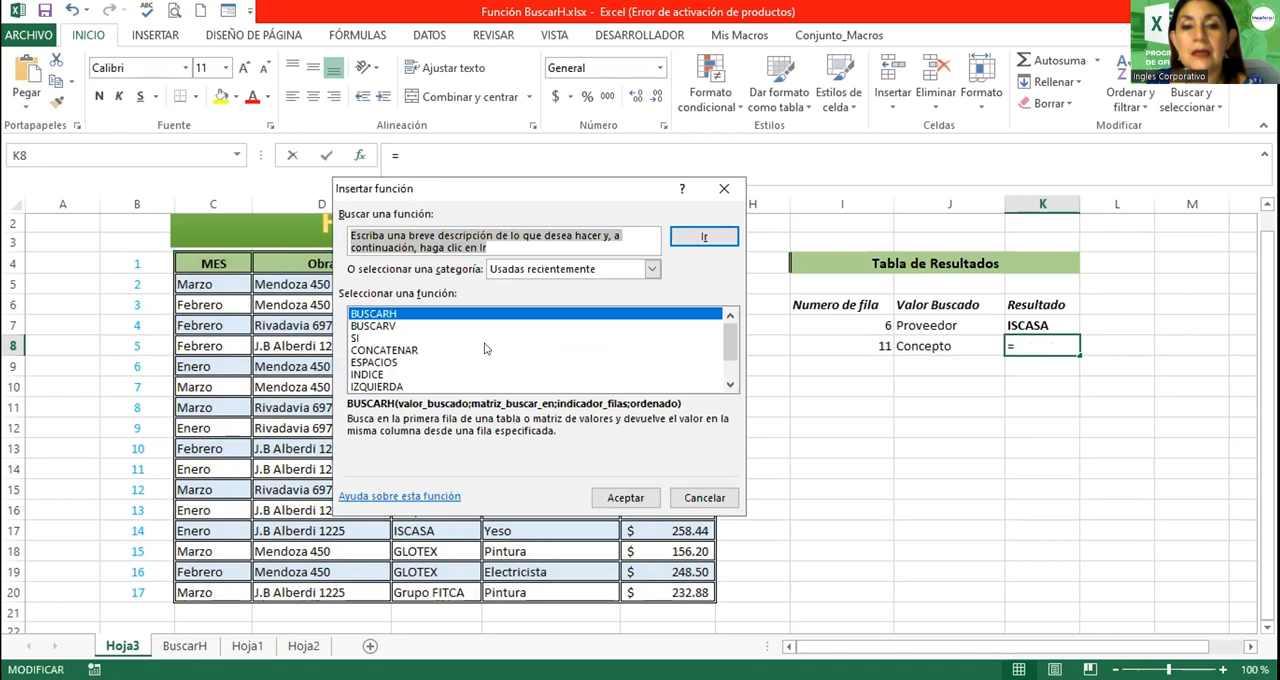 Función BuscarH.xlsx - Excel (Error de activación de productos)
ARCHIVO INICIO INSERTAR DISEÑO DE PÁGINA FÓRMULAS DATOS REVISAR VISTA DESARROLLADOR Mis Macros Conjunto_Macros
Ingles Corporativo
Pegar
Calibri 11
N K S
Ajustar texto
Combinar y centrar
General
$ % 000
Formato condicional
Dar formato como tabla
Estilos de celda
Insertar Eliminar Formato
Autosuma
Rellenar
Borrar
Ordenar y filtrar
Buscar y seleccionar
Portapapeles Fuente Alineación Número Estilos Celdas Modificar
K8 fx =
A B C D H I J K L M
Insertar función ?
Buscar una función:
Escriba una breve descripción de lo que desea hacer y, a
continuación, haga clic en Ir
Ir
O seleccionar una categoría: Usadas recientemente
Seleccionar una función:
BUSCARH
BUSCARV
SI
CONCATENAR
ESPACIOS
INDICE
IZQUIERDA
BUSCARH(valor_buscado;matriz_buscar_en;indicador_filas;ordenado)
Busca en la primera fila de una tabla o matriz de valores y devuelve el valor en la
misma columna desde una fila especificada.
Ayuda sobre esta función
Aceptar Cancelar
2
3
4 1 MES Obra Tabla de Resultados
5 2 Marzo Mendoza 450
6 3 Febrero Mendoza 450 Numero de fila Valor Buscado Resultado
7 4 Febrero Rivadavia 697 6 Proveedor ISCASA
8 5 Febrero J.B Alberdi 12 11 Concepto =
9 6 Enero Mendoza 450
10 7 Marzo Mendoza 450
11 8 Marzo Rivadavia 697
12 9 Enero Rivadavia 697
13 10 Febrero J.B Alberdi 12
14 11 Enero J.B Alberdi 12
15 12 Marzo Rivadavia 697
16 13 Enero J.B Alberdi 12
17 14 Enero J.B Alberdi 1225 ISCASA Yeso $ 258.44
18 15 Marzo Mendoza 450 GLOTEX Pintura $ 156.20
19 16 Febrero Mendoza 450 GLOTEX Electricista $ 248.50
20 17 Marzo J.B Alberdi 1225 Grupo FITCA Pintura $ 232.88
21
22
Hoja3 BuscarH Hoja1 Hoja2
MODIFICAR 100 %